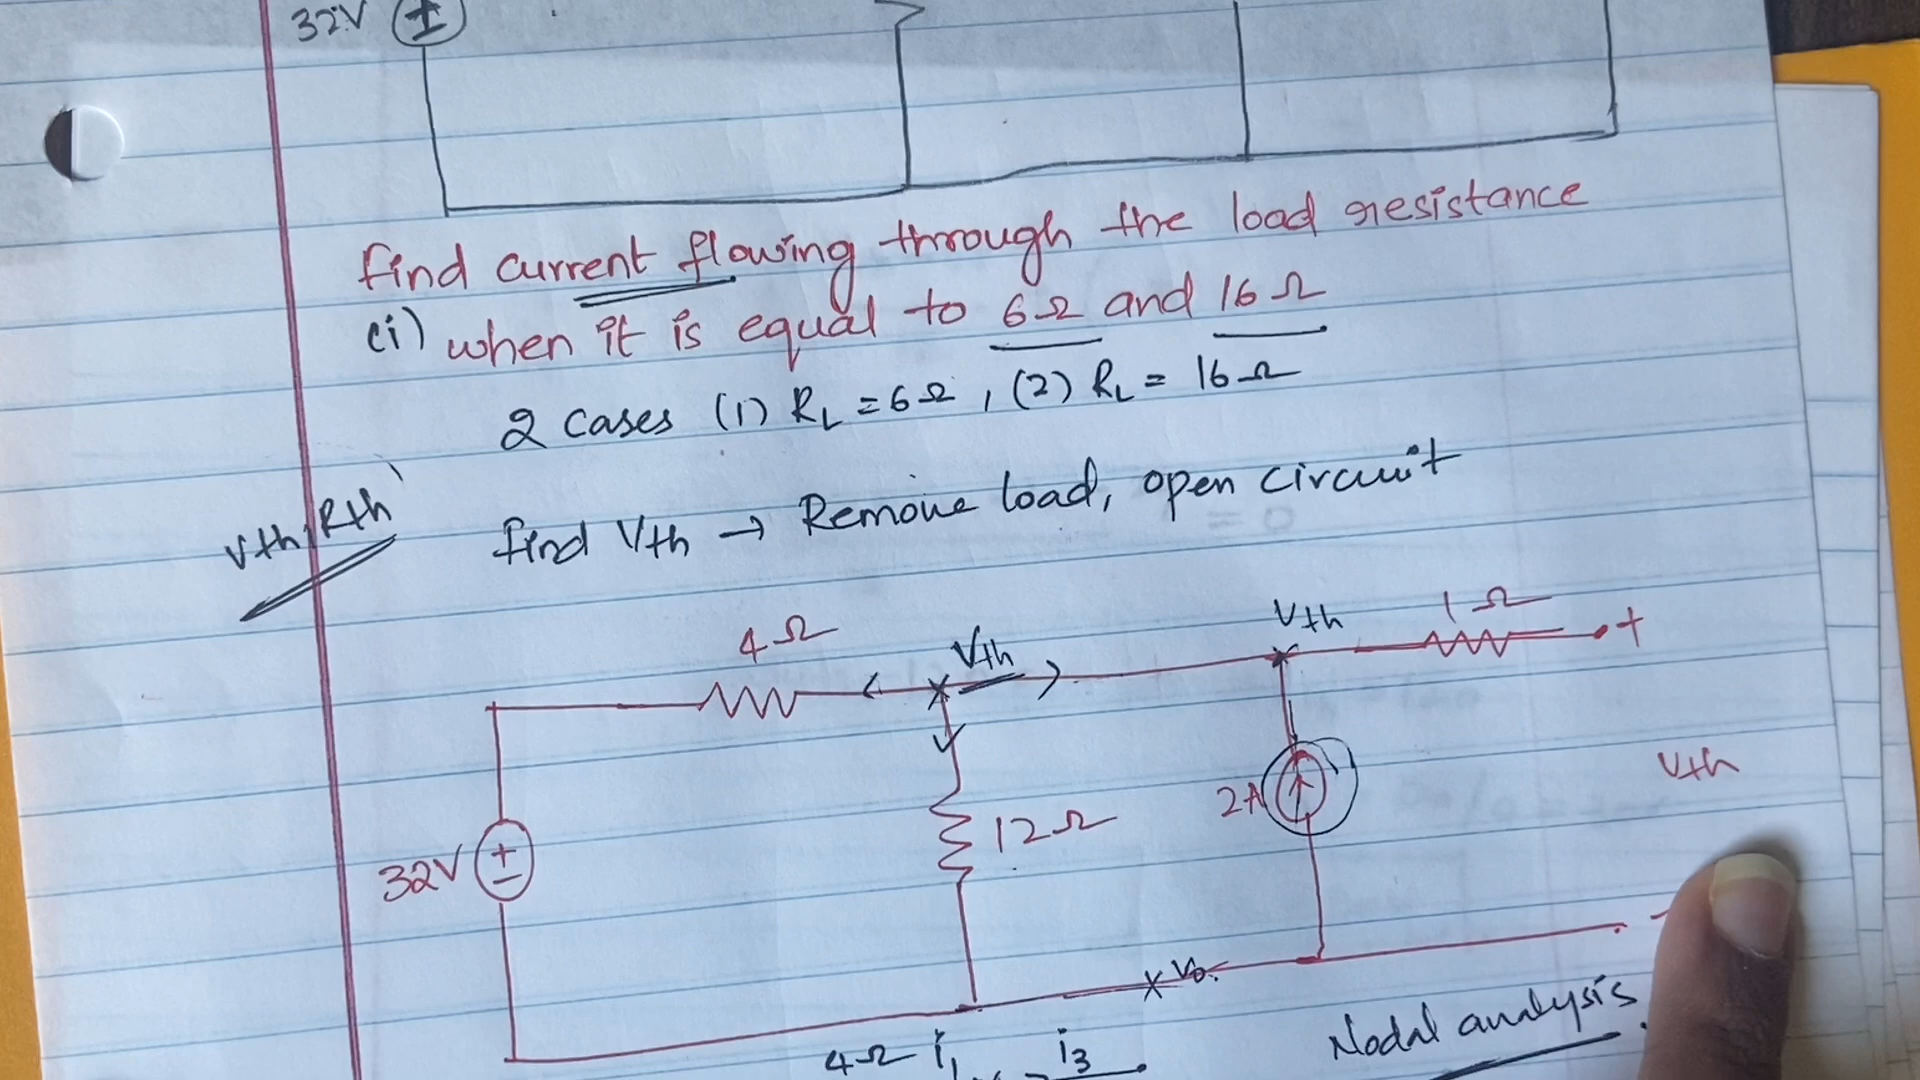 32V
find current flowing through the load resistance
(i) when it is equal to 6Ω and 16Ω
2 cases (1) RL = 6Ω, (2) RL = 16Ω
Vth, Rth
find Vth → Remove load, open circuit
4Ω
Vth
Vth
1Ω
+
32V
+
−
12Ω
2A
Vth
−
V0
Nodal analysis.
4Ω i1
i3